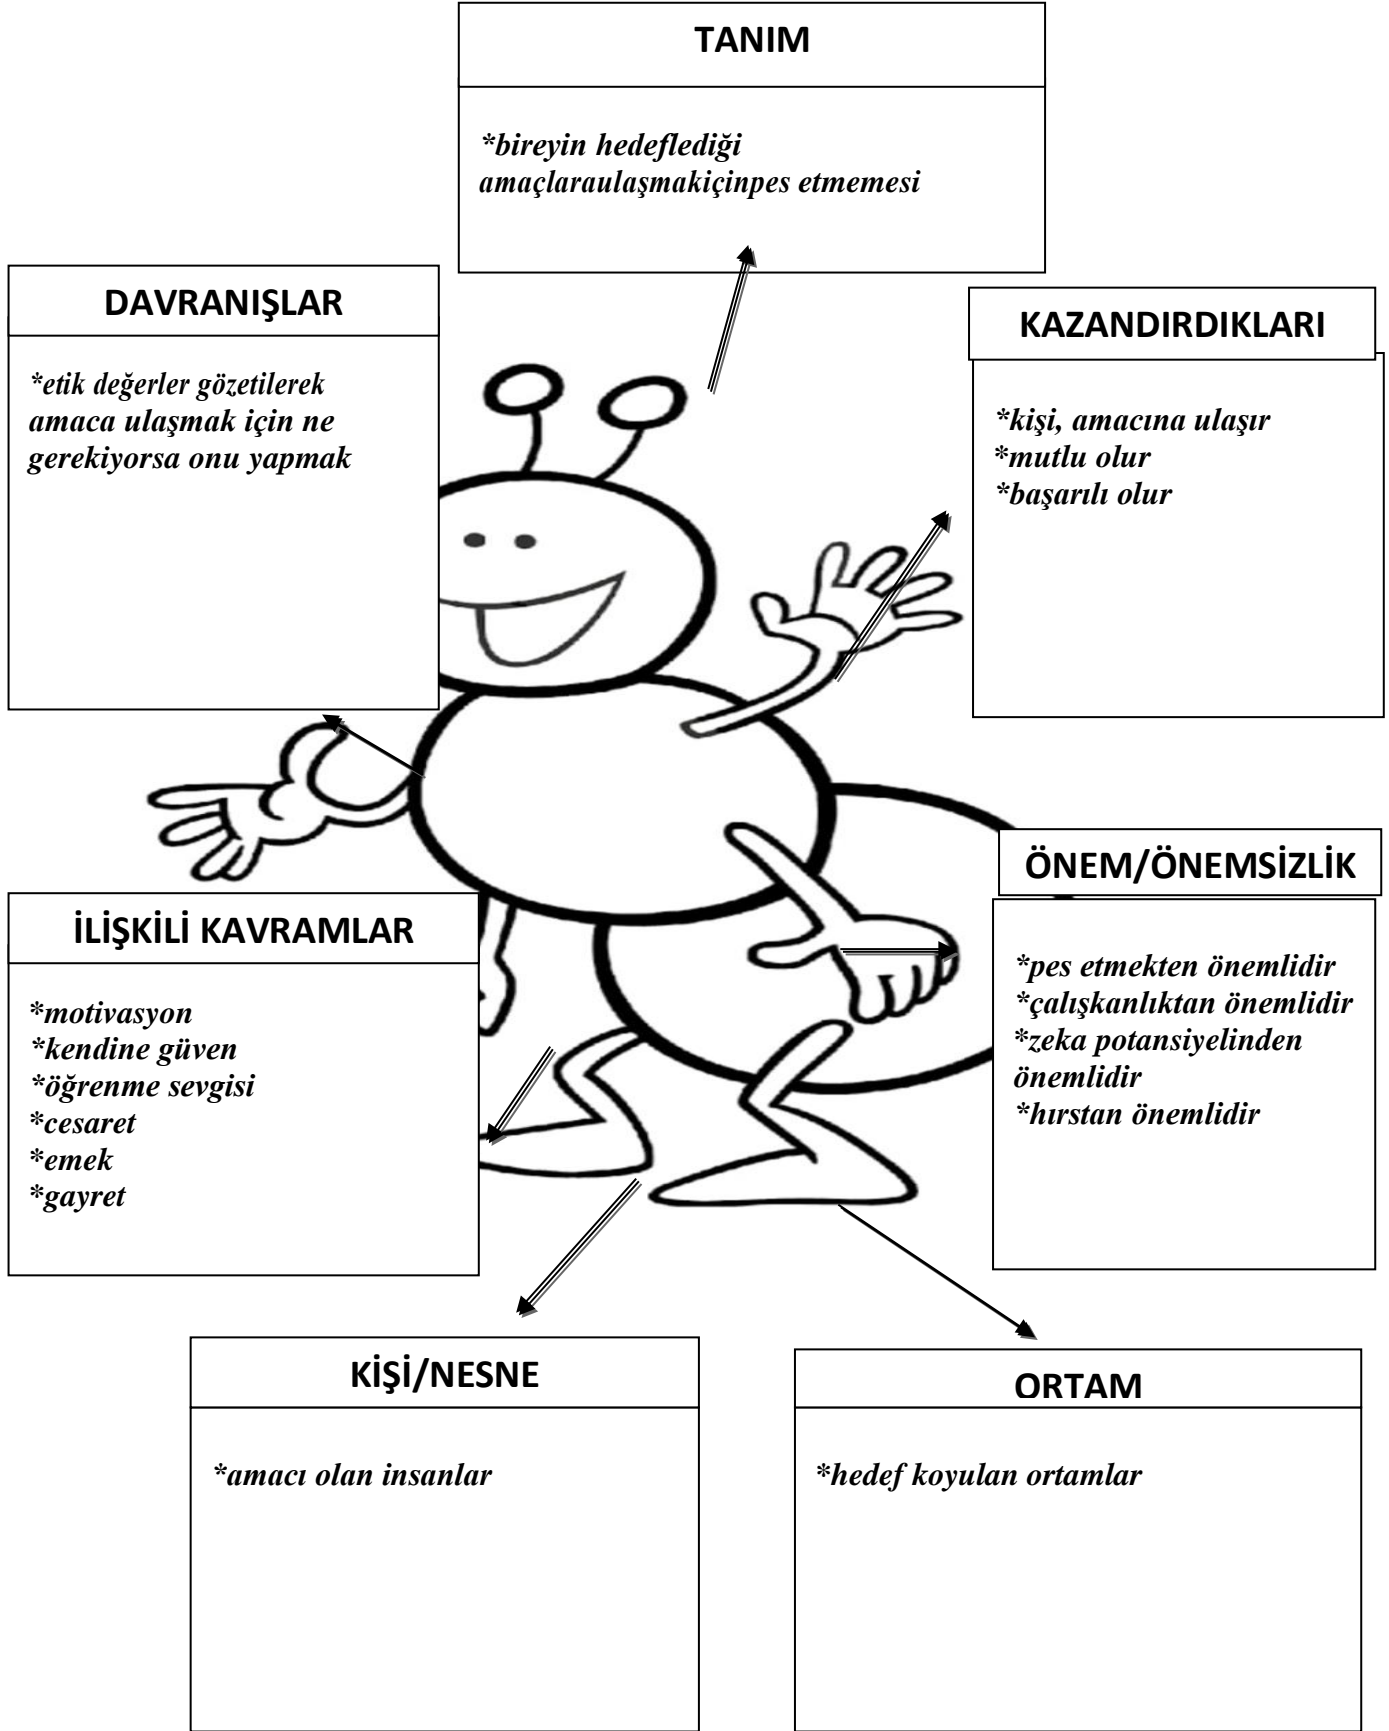 TANIM
*bireyin hedeflediği
amaçlaraulaşmakiçinpes etmemesi
DAVRANIŞLAR
*etik değerler gözetilerek
amaca ulaşmak için ne
gerekiyorsa onu yapmak
KAZANDIRDIKLARI
*kişi, amacına ulaşır
*mutlu olur
*başarılı olur
İLİŞKİLİ KAVRAMLAR
*motivasyon
*kendine güven
*öğrenme sevgisi
*cesaret
*emek
*gayret
ÖNEM/ÖNEMSİZLİK
*pes etmekten önemlidir
*çalışkanlıktan önemlidir
*zeka potansiyelinden
önemlidir
*hırstan önemlidir
KİŞİ/NESNE
*amacı olan insanlar
ORTAM
*hedef koyulan ortamlar